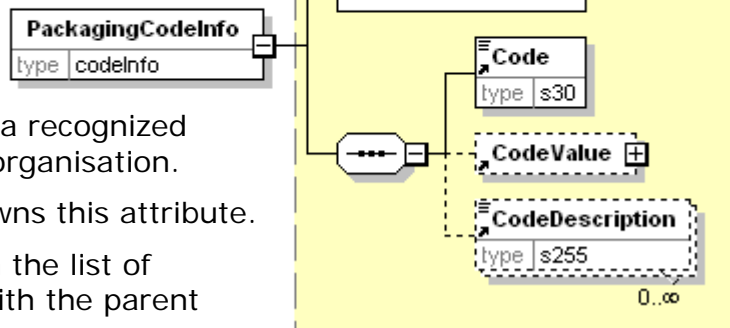 PackagingCodeInfo
type codeInfo
a recognized
organisation.
wns this attribute.
the list of
ith the parent
Code
type s30
CodeValue
CodeDescription
type s255
0..∞